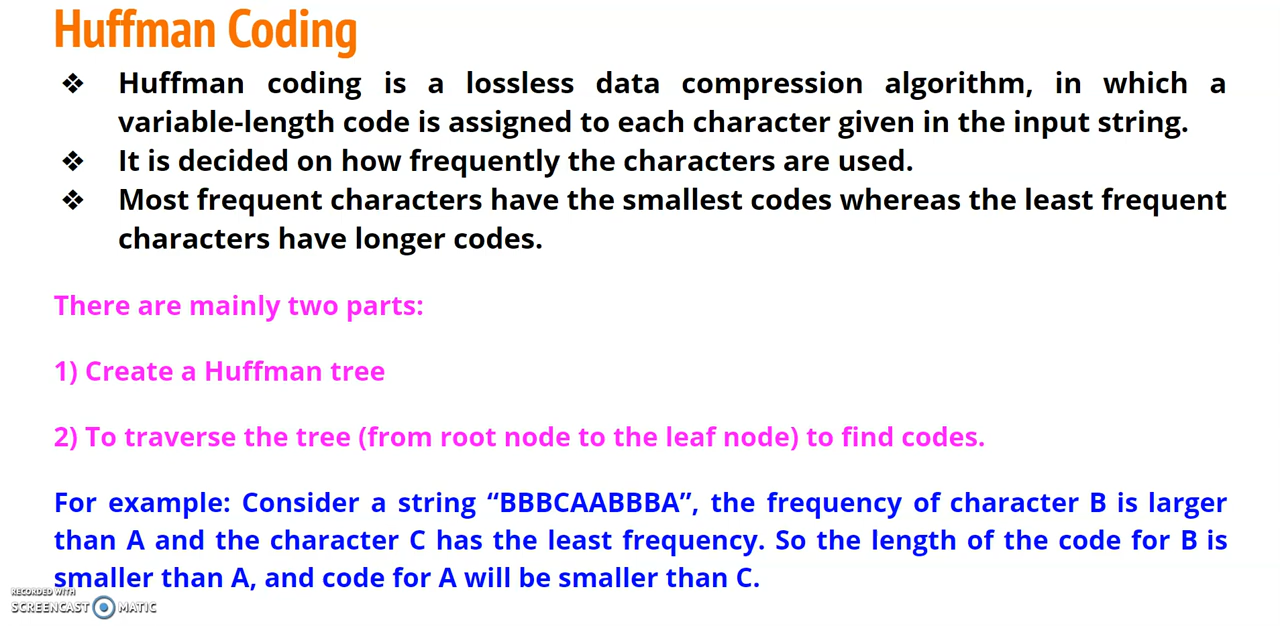 Huffman Coding
❖ Huffman coding is a lossless data compression algorithm, in which a
variable-length code is assigned to each character given in the input string.
❖ It is decided on how frequently the characters are used.
❖ Most frequent characters have the smallest codes whereas the least frequent
characters have longer codes.
There are mainly two parts:
1) Create a Huffman tree
2) To traverse the tree (from root node to the leaf node) to find codes.
For example: Consider a string “BBBCAABBBA”, the frequency of character B is larger
than A and the character C has the least frequency. So the length of the code for B is
smaller than A, and code for A will be smaller than C.
RECORDED WITH
SCREENCAST MATIC